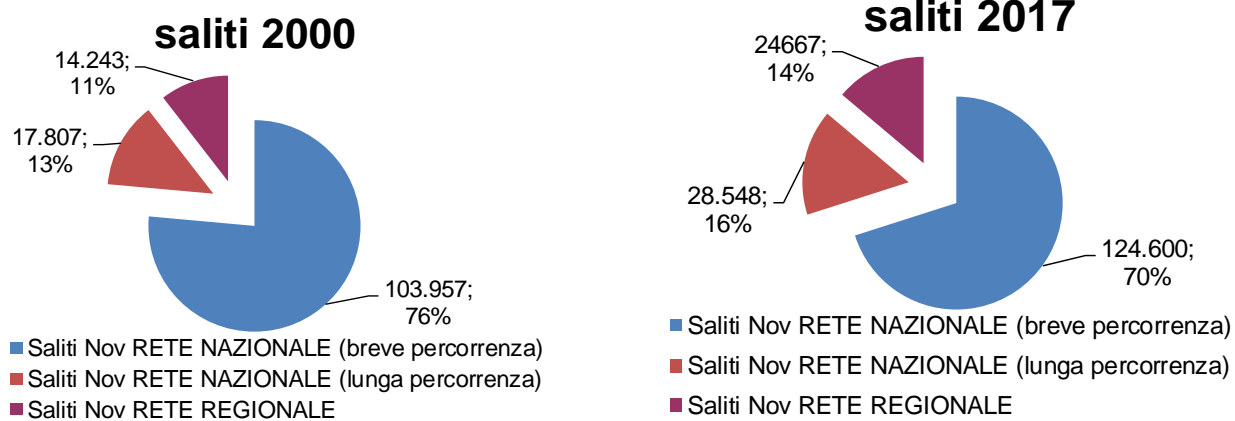 saliti 2000
14.243;
11%
17.807;
13%
103.957;
76%
Saliti Nov RETE NAZIONALE (breve percorrenza)
Saliti Nov RETE NAZIONALE (lunga percorrenza)
Saliti Nov RETE REGIONALE
saliti 2017
24667;
14%
28.548;
16%
124.600;
70%
Saliti Nov RETE NAZIONALE (breve percorrenza)
Saliti Nov RETE NAZIONALE (lunga percorrenza)
Saliti Nov RETE REGIONALE